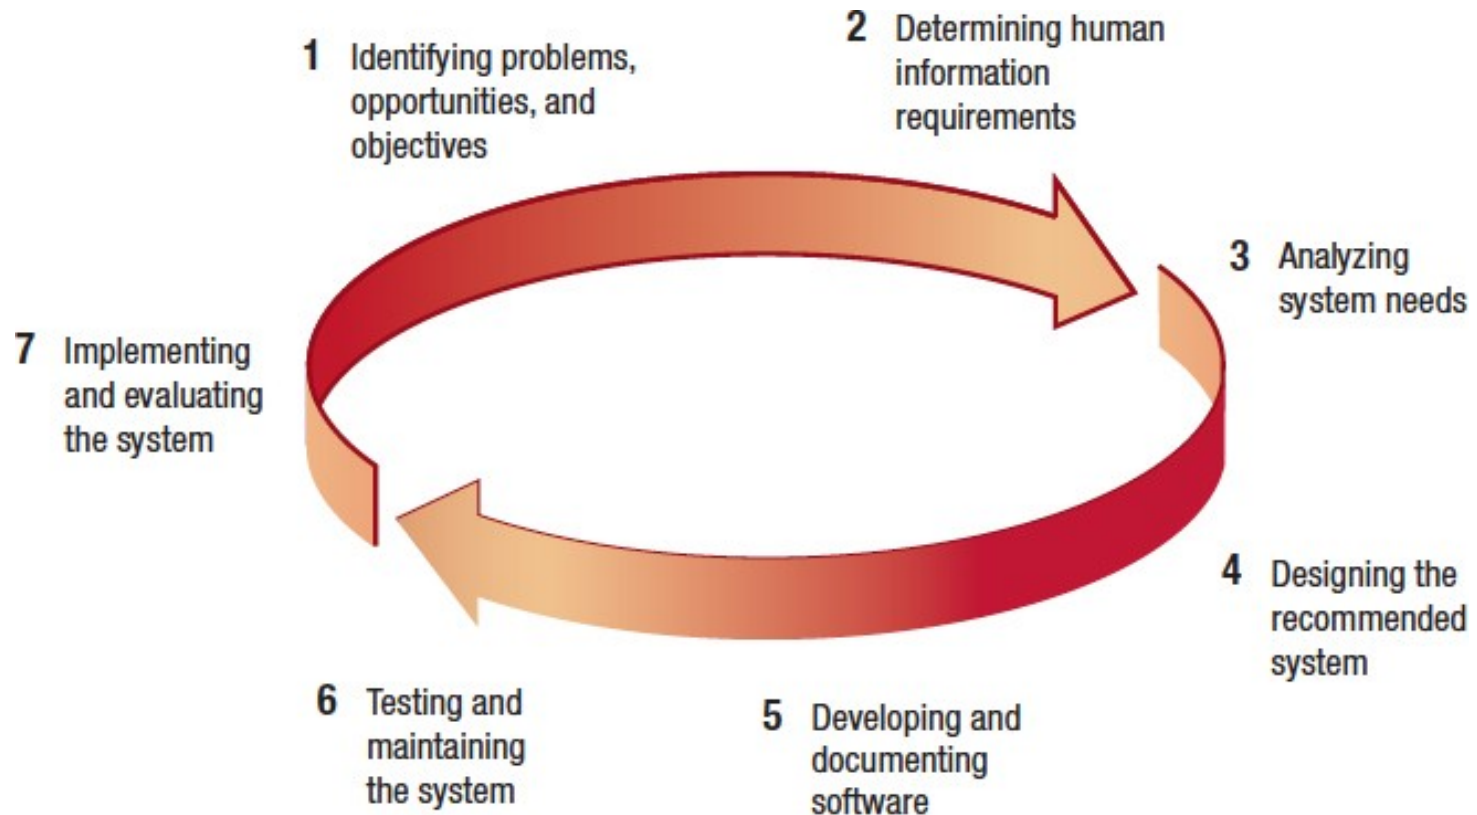 1 Identifying problems,
opportunities, and
objectives
2 Determining human
information
requirements
3 Analyzing
system needs
4 Designing the
recommended
system
5 Developing and
documenting
software
6 Testing and
maintaining
the system
7 Implementing
and evaluating
the system